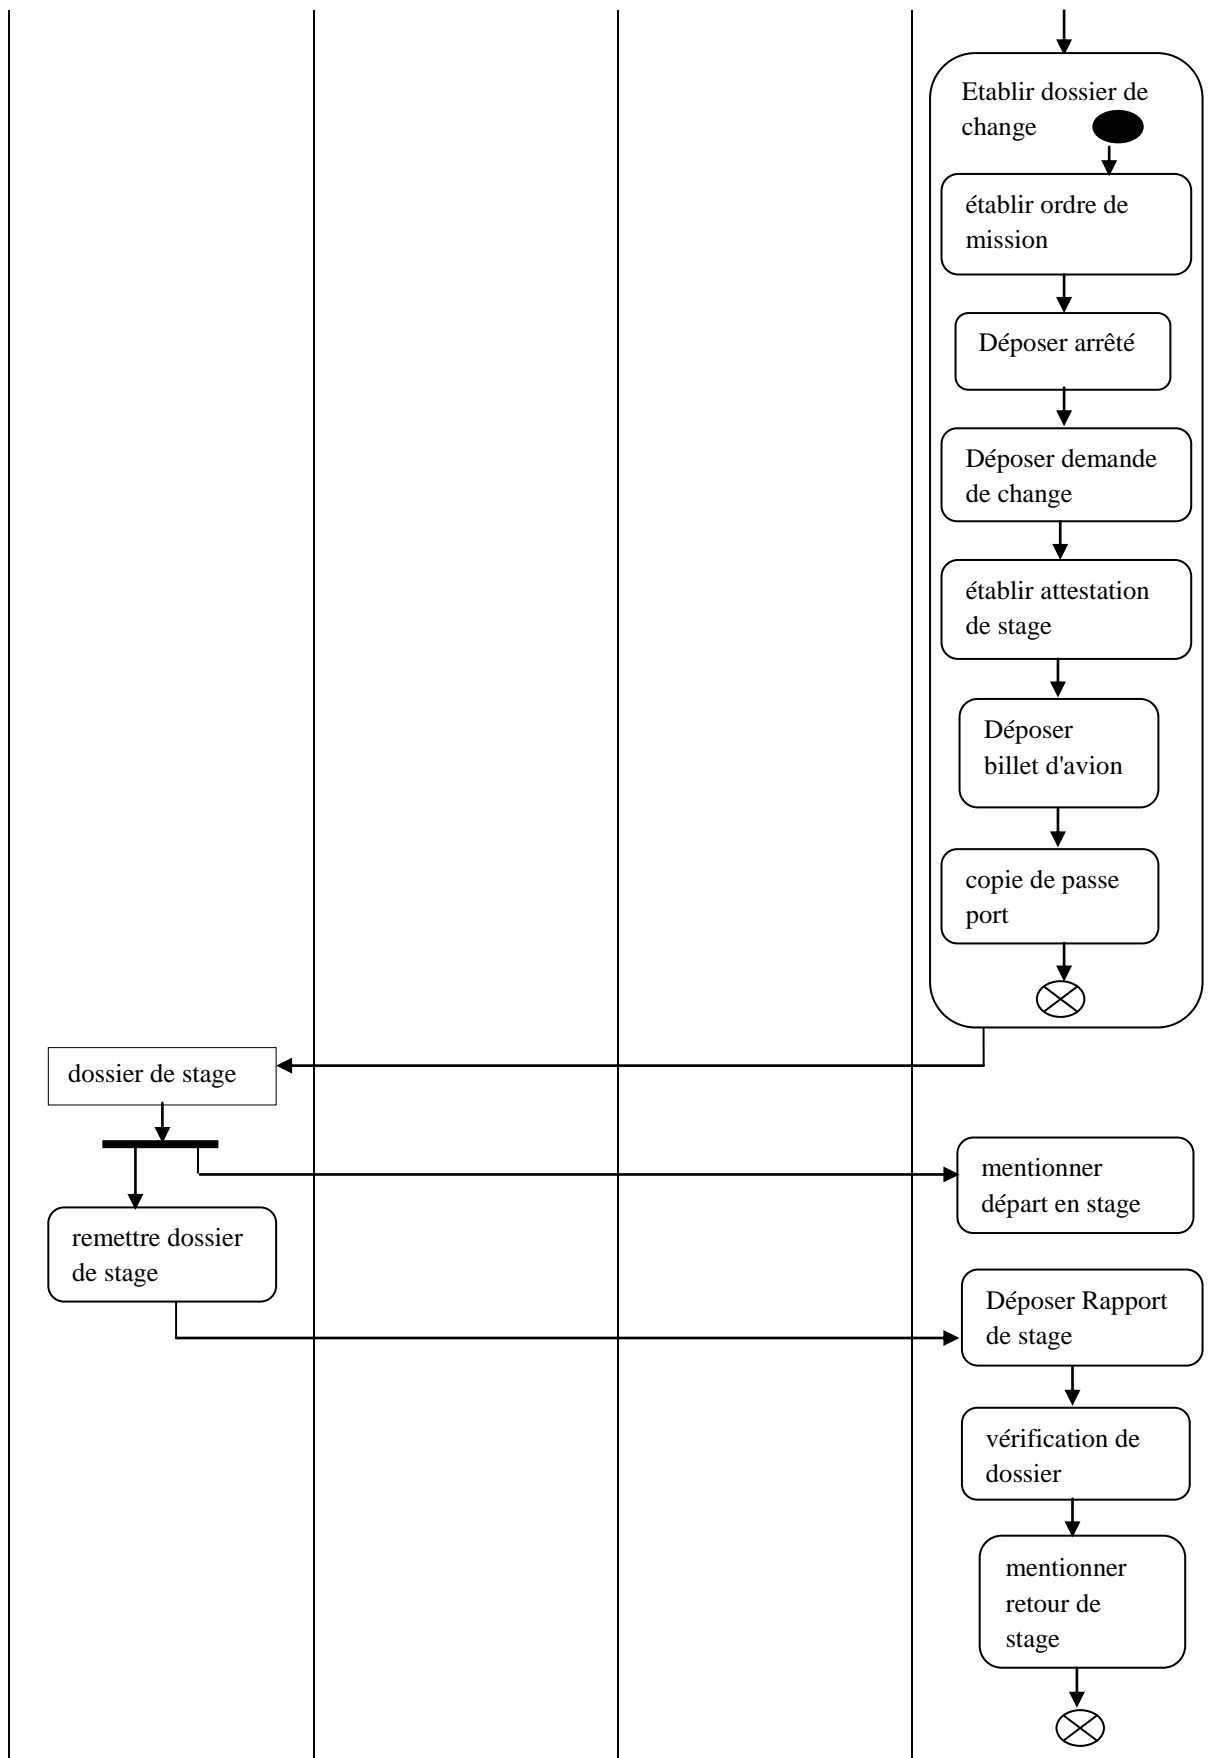 Etablir dossier de
change
établir ordre de
mission
Déposer arrêté
Déposer demande
de change
établir attestation
de stage
Déposer
billet d'avion
copie de passe
port
dossier de stage
mentionner
départ en stage
remettre dossier
de stage
Déposer Rapport
de stage
vérification de
dossier
mentionner
retour de
stage